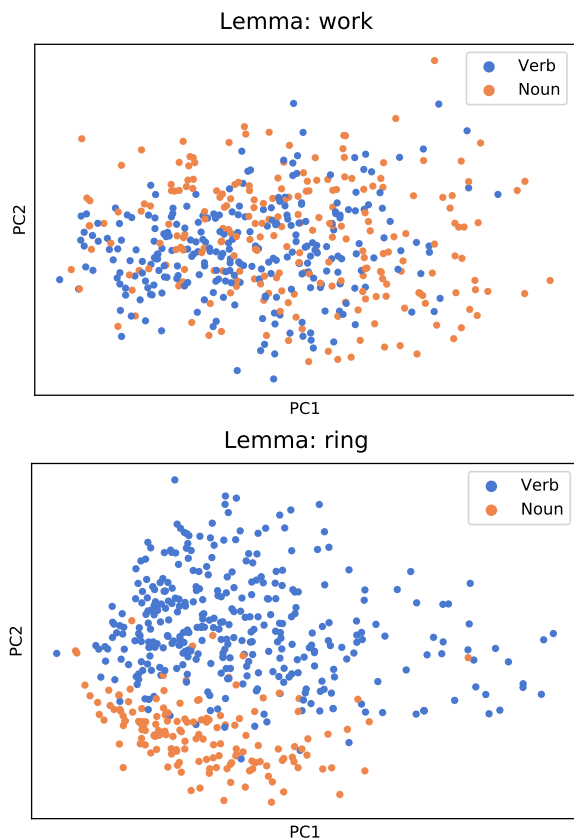 Lemma: work
Verb
Noun
PC2
PC1
Lemma: ring
Verb
Noun
PC2
PC1